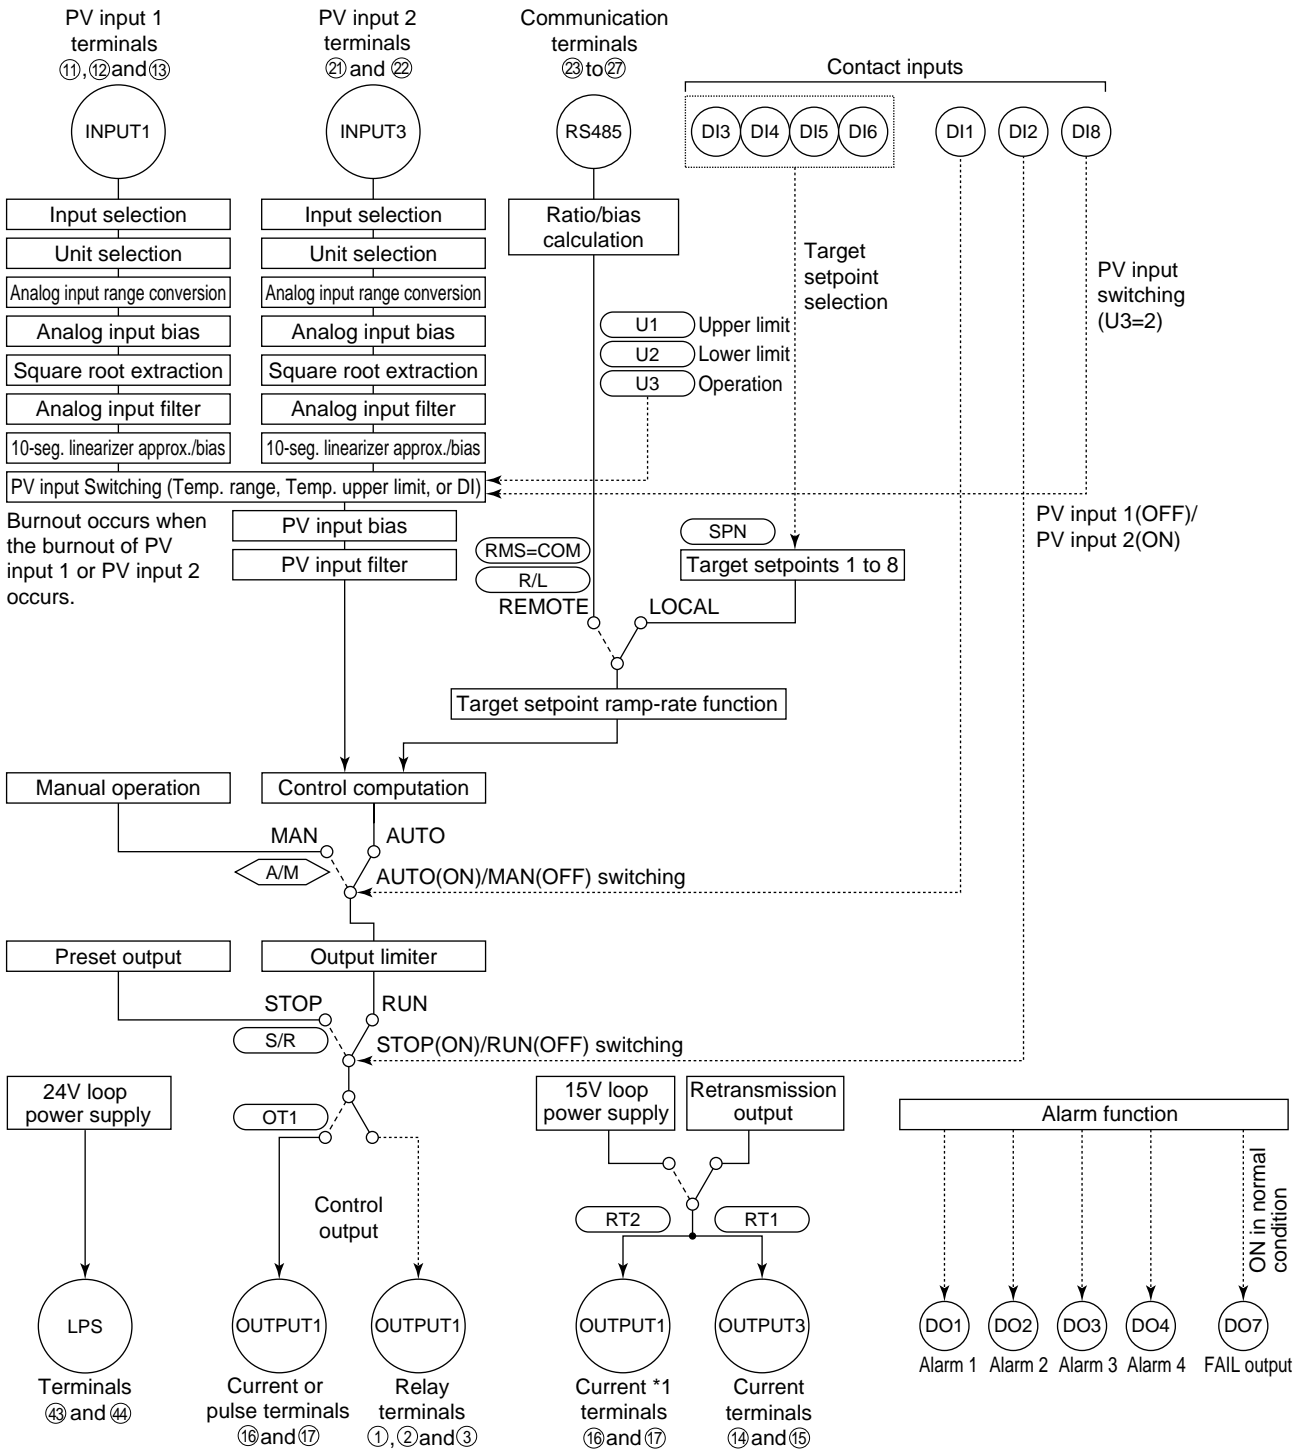 PV input 1
terminals
⑪,⑫and⑬
PV input 2
terminals
㉑ and ㉒
Communication
terminals
㉓to㉗
Contact inputs
INPUT1
INPUT3
RS485
DI3
DI4
DI5
DI6
DI1
DI2
DI8
Input selection
Unit selection
Analog input range conversion
Analog input bias
Square root extraction
Analog input filter
10-seg. linearizer approx./bias
Input selection
Unit selection
Analog input range conversion
Analog input bias
Square root extraction
Analog input filter
10-seg. linearizer approx./bias
Ratio/bias
calculation
Target
setpoint
selection
PV input
switching
(U3=2)
U1 Upper limit
U2 Lower limit
U3 Operation
PV input Switching (Temp. range, Temp. upper limit, or DI)
Burnout occurs when
the burnout of PV
input 1 or PV input 2
occurs.
PV input bias
PV input filter
PV input 1(OFF)/
PV input 2(ON)
RMS=COM
R/L
SPN
Target setpoints 1 to 8
REMOTE
LOCAL
Target setpoint ramp-rate function
Manual operation
Control computation
MAN
AUTO
A/M
AUTO(ON)/MAN(OFF) switching
Preset output
Output limiter
STOP
RUN
S/R
STOP(ON)/RUN(OFF) switching
24V loop
power supply
OT1
15V loop
power supply
Retransmission
output
Alarm function
Control
output
RT2
RT1
ON in normal
condition
LPS
OUTPUT1
OUTPUT1
OUTPUT1
OUTPUT3
DO1
DO2
DO3
DO4
DO7
Alarm 1
Alarm 2
Alarm 3
Alarm 4
FAIL output
Terminals
㊸ and ㊹
Current or
pulse terminals
⑯and⑰
Relay
terminals
①,②and③
Current *1
terminals
⑯and⑰
Current
terminals
⑭and⑮